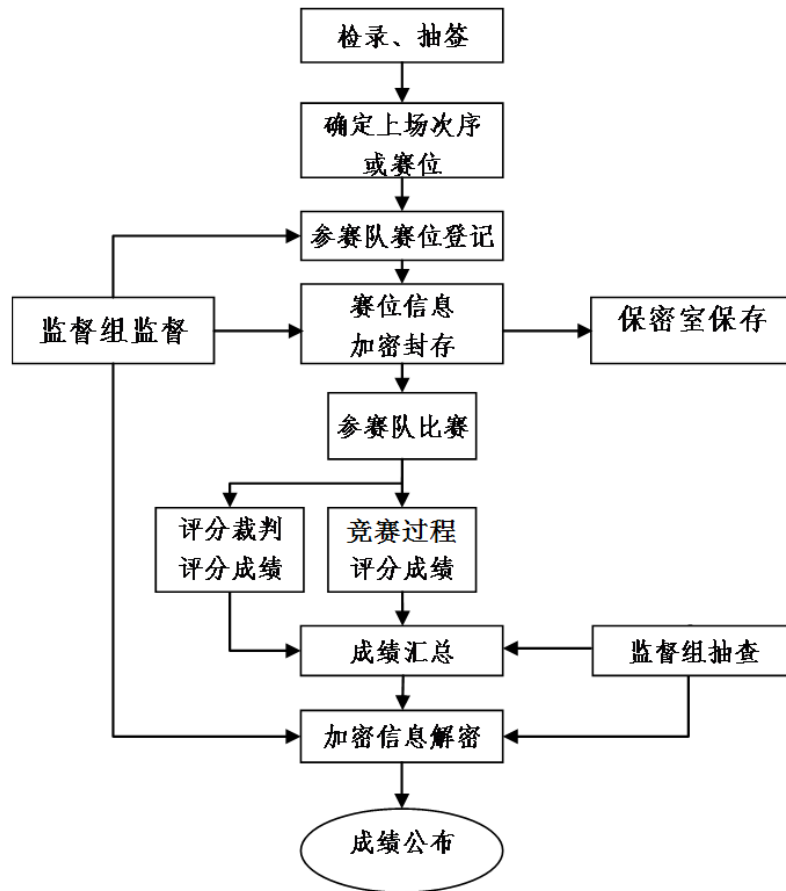 检录、抽签
确定上场次序
或赛位
参赛队赛位登记
监督组监督
赛位信息
加密封存
保密室保存
参赛队比赛
评分裁判
评分成绩
竞赛过程
评分成绩
成绩汇总
监督组抽查
加密信息解密
成绩公布